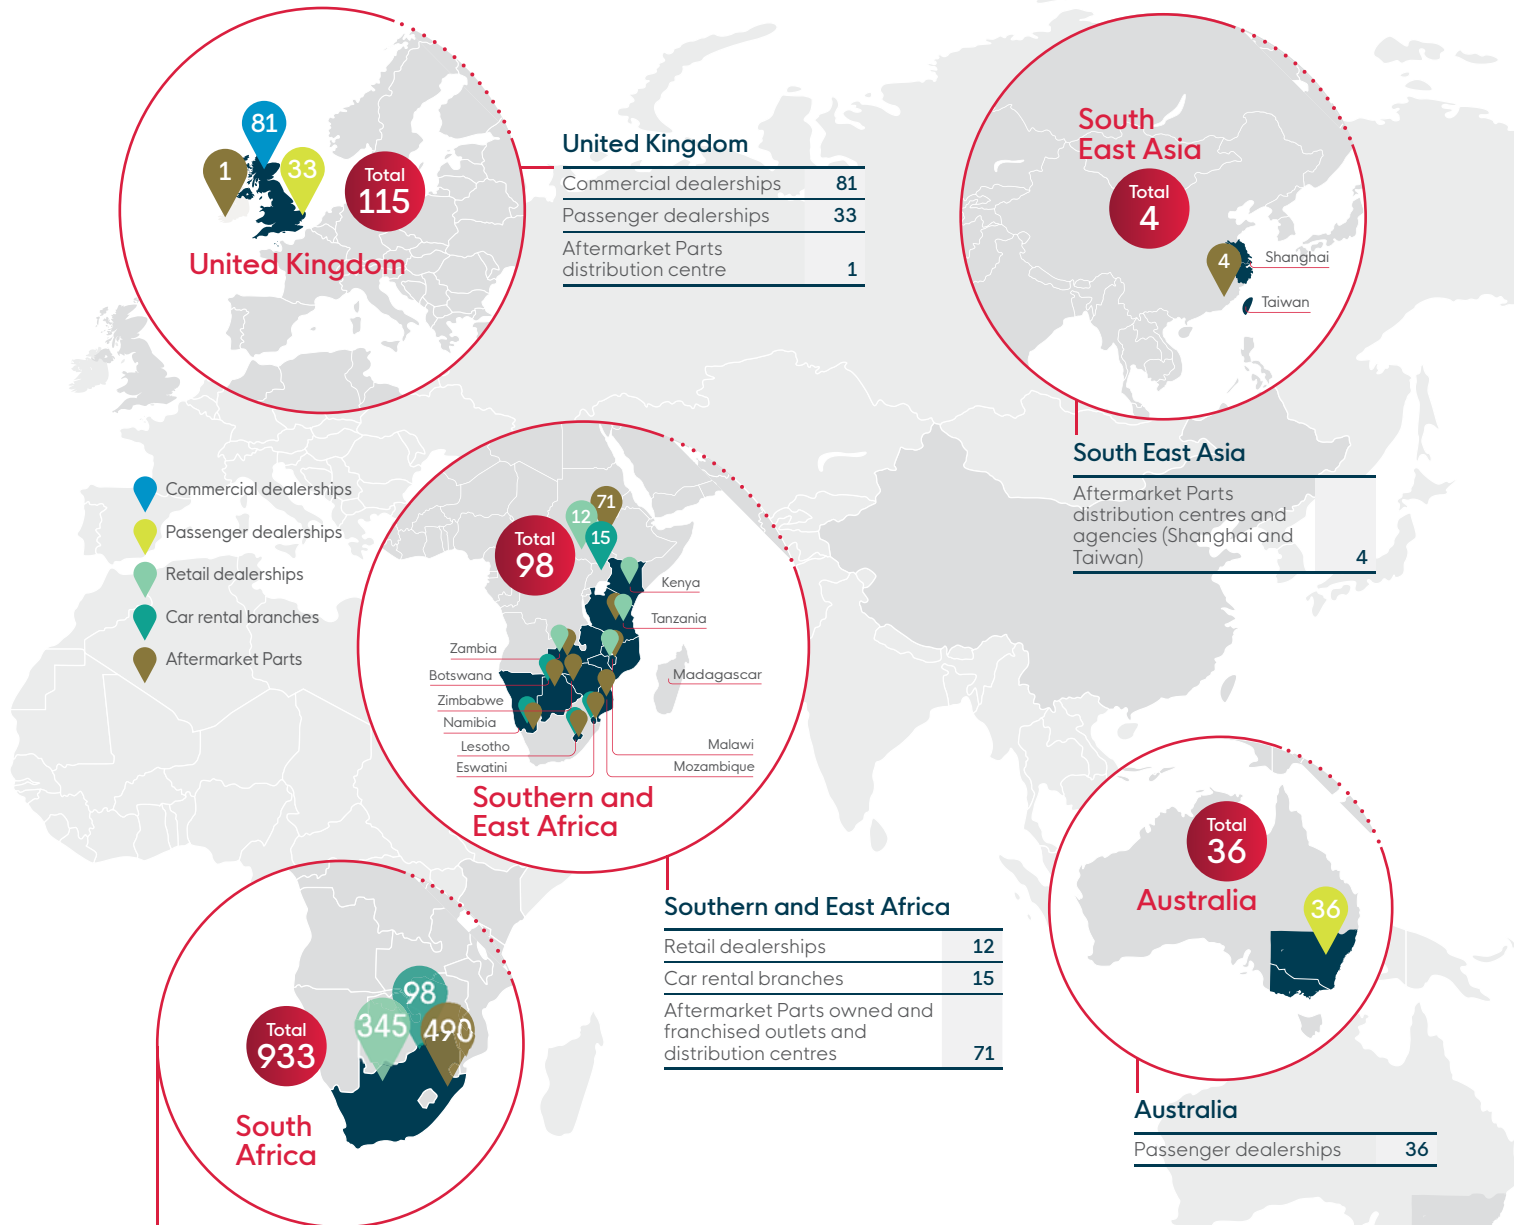 81
1
33
Total
115
United Kingdom
United Kingdom
Commercial dealerships 81
Passenger dealerships 33
Aftermarket Parts
distribution centre 1
South
East Asia
Total
4
4
Shanghai
Taiwan
South East Asia
Aftermarket Parts
distribution centres and
agencies (Shanghai and
Taiwan) 4
Commercial dealerships
Passenger dealerships
Retail dealerships
Car rental branches
Aftermarket Parts
71
12
15
Total
98
Kenya
Tanzania
Zambia
Botswana
Madagascar
Zimbabwe
Namibia
Lesotho
Malawi
Eswatini
Mozambique
Southern and
East Africa
Southern and East Africa
Retail dealerships 12
Car rental branches 15
Aftermarket Parts owned and
franchised outlets and
distribution centres 71
98
345
490
Total
933
South
Africa
Total
36
Australia
36
Australia
Passenger dealerships 36